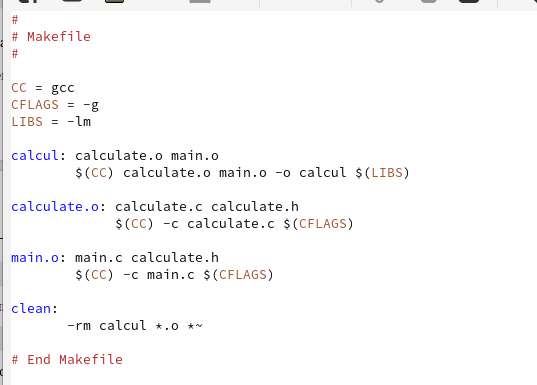 #
# Makefile
#
CC = gcc
CFLAGS = -g
LIBS = -lm
calcul: calculate.o main.o
$(CC) calculate.o main.o -o calcul $(LIBS)
calculate.o: calculate.c calculate.h
$(CC) -c calculate.c $(CFLAGS)
main.o: main.c calculate.h
$(CC) -c main.c $(CFLAGS)
clean:
-rm calcul *.o *~
# End Makefile